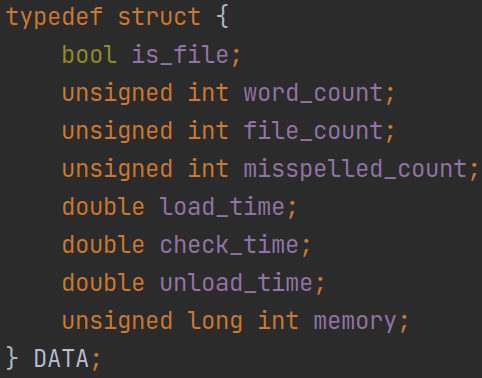 typedef struct {
    bool is_file;
    unsigned int word_count;
    unsigned int file_count;
    unsigned int misspelled_count;
    double load_time;
    double check_time;
    double unload_time;
    unsigned long int memory;
} DATA;